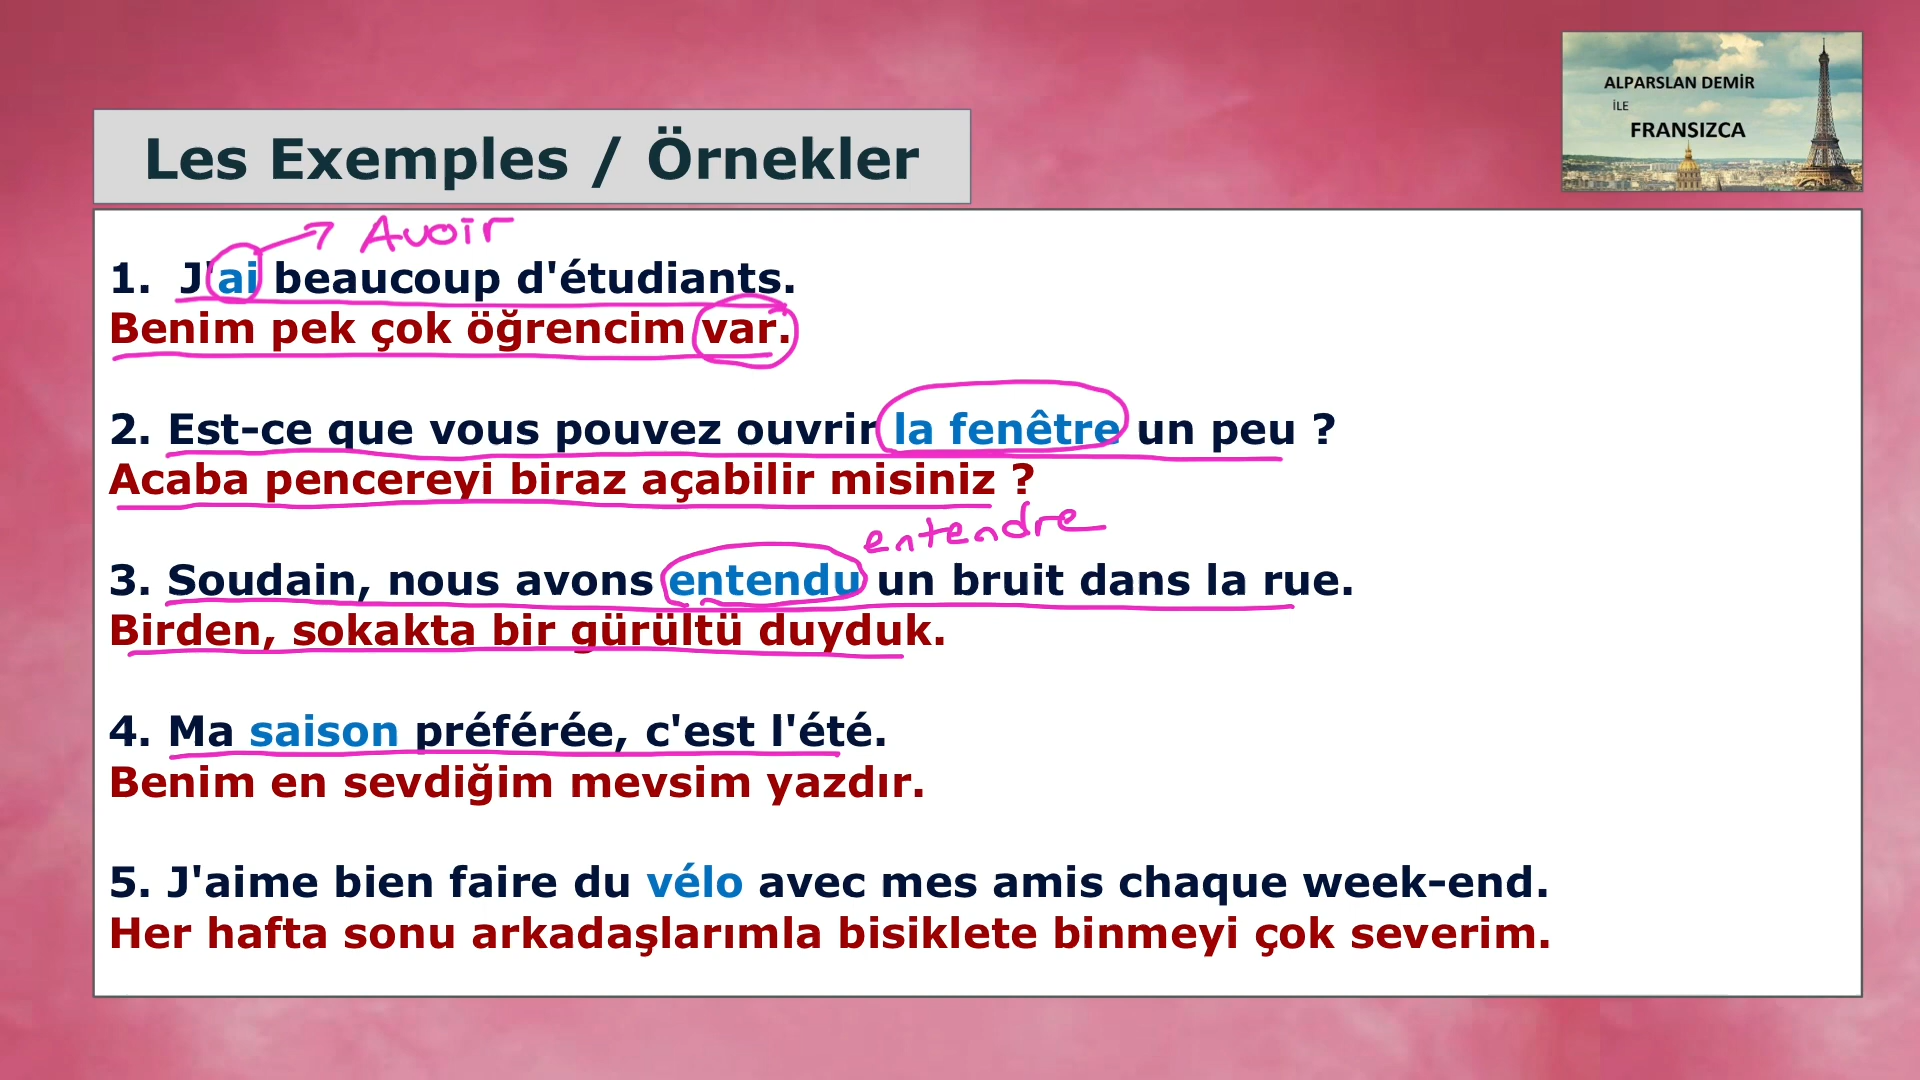 ALPARSLAN DEMİR
İLE
FRANSIZCA
Les Exemples / Örnekler
Avoir
1. J'ai beaucoup d'étudiants.
Benim pek çok öğrencim var.
2. Est-ce que vous pouvez ouvrir la fenêtre un peu ?
Acaba pencereyi biraz açabilir misiniz ?
entendre
3. Soudain, nous avons entendu un bruit dans la rue.
Birden, sokakta bir gürültü duyduk.
4. Ma saison préférée, c'est l'été.
Benim en sevdiğim mevsim yazdır.
5. J'aime bien faire du vélo avec mes amis chaque week-end.
Her hafta sonu arkadaşlarımla bisiklete binmeyi çok severim.